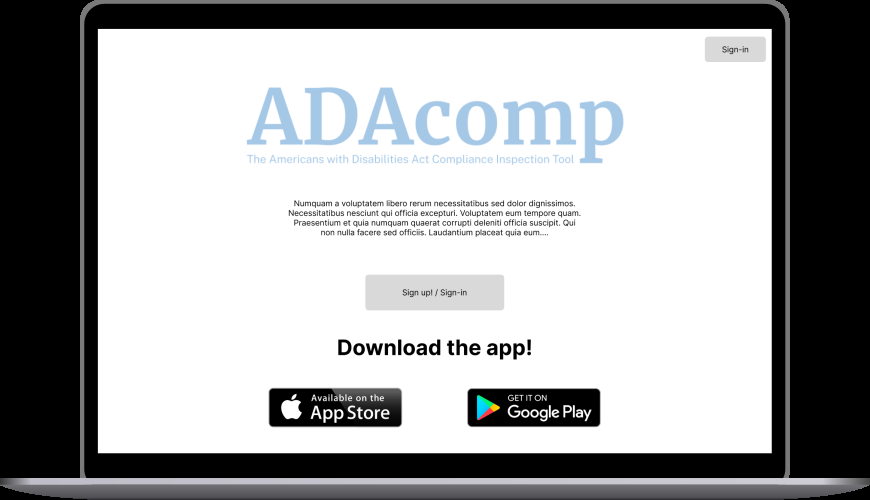 Sign-in
ADAcomp
The Americans with Disabilities Act Compliance Inspection Tool
Numquam a voluptatem libero rerum necessitatibus sed dolor dignissimos.
Necessitatibus nesciunt qui officia excepturi. Voluptatem eum tempore quam.
Praesentium et quia numquam quaerat corrupti deleniti officia suscipit. Qui
non nulla facere sed officiis. Laudantium placeat quia eum....
Sign up! / Sign-in
Download the app!
Available on the
App Store
GET IT ON
Google Play